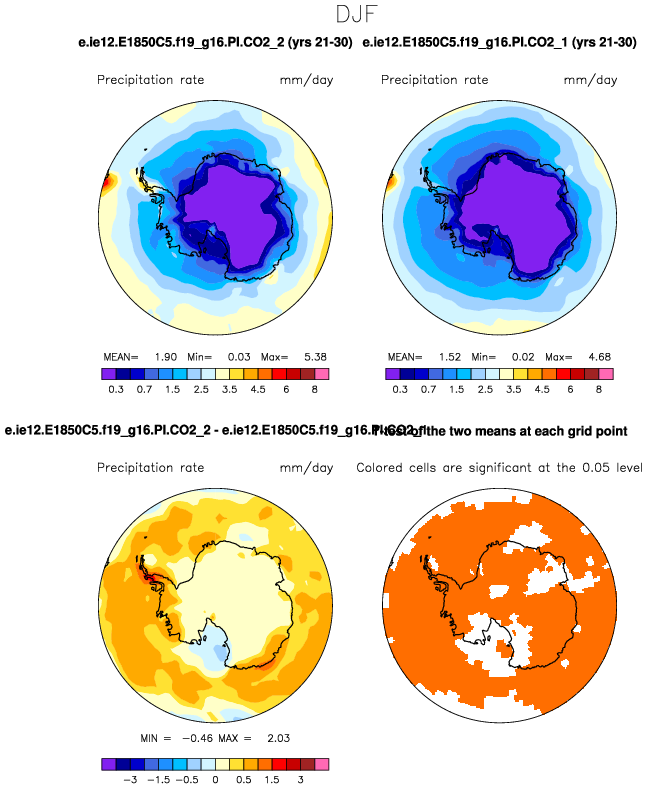 DJF
e.ie12.E1850C5.f19_g16.PI.CO2_2 (yrs 21-30) e.ie12.E1850C5.f19_g16.PI.CO2_1 (yrs 21-30)
Precipitation rate mm/day Precipitation rate mm/day
MEAN= 1.90 Min= 0.03 Max= 5.38 MEAN= 1.52 Min= 0.02 Max= 4.68
0.3 0.7 1.5 2.5 3.5 4.5 6 8 0.3 0.7 1.5 2.5 3.5 4.5 6 8
e.ie12.E1850C5.f19_g16.PI.CO2_2 - e.ie12.E1850C5.f19_g16.PI.CO2_1 T-test of the two means at each grid point
Precipitation rate mm/day Colored cells are significant at the 0.05 level
MIN = -0.46 MAX = 2.03
-3 -1.5 -0.5 0 0.5 1.5 3